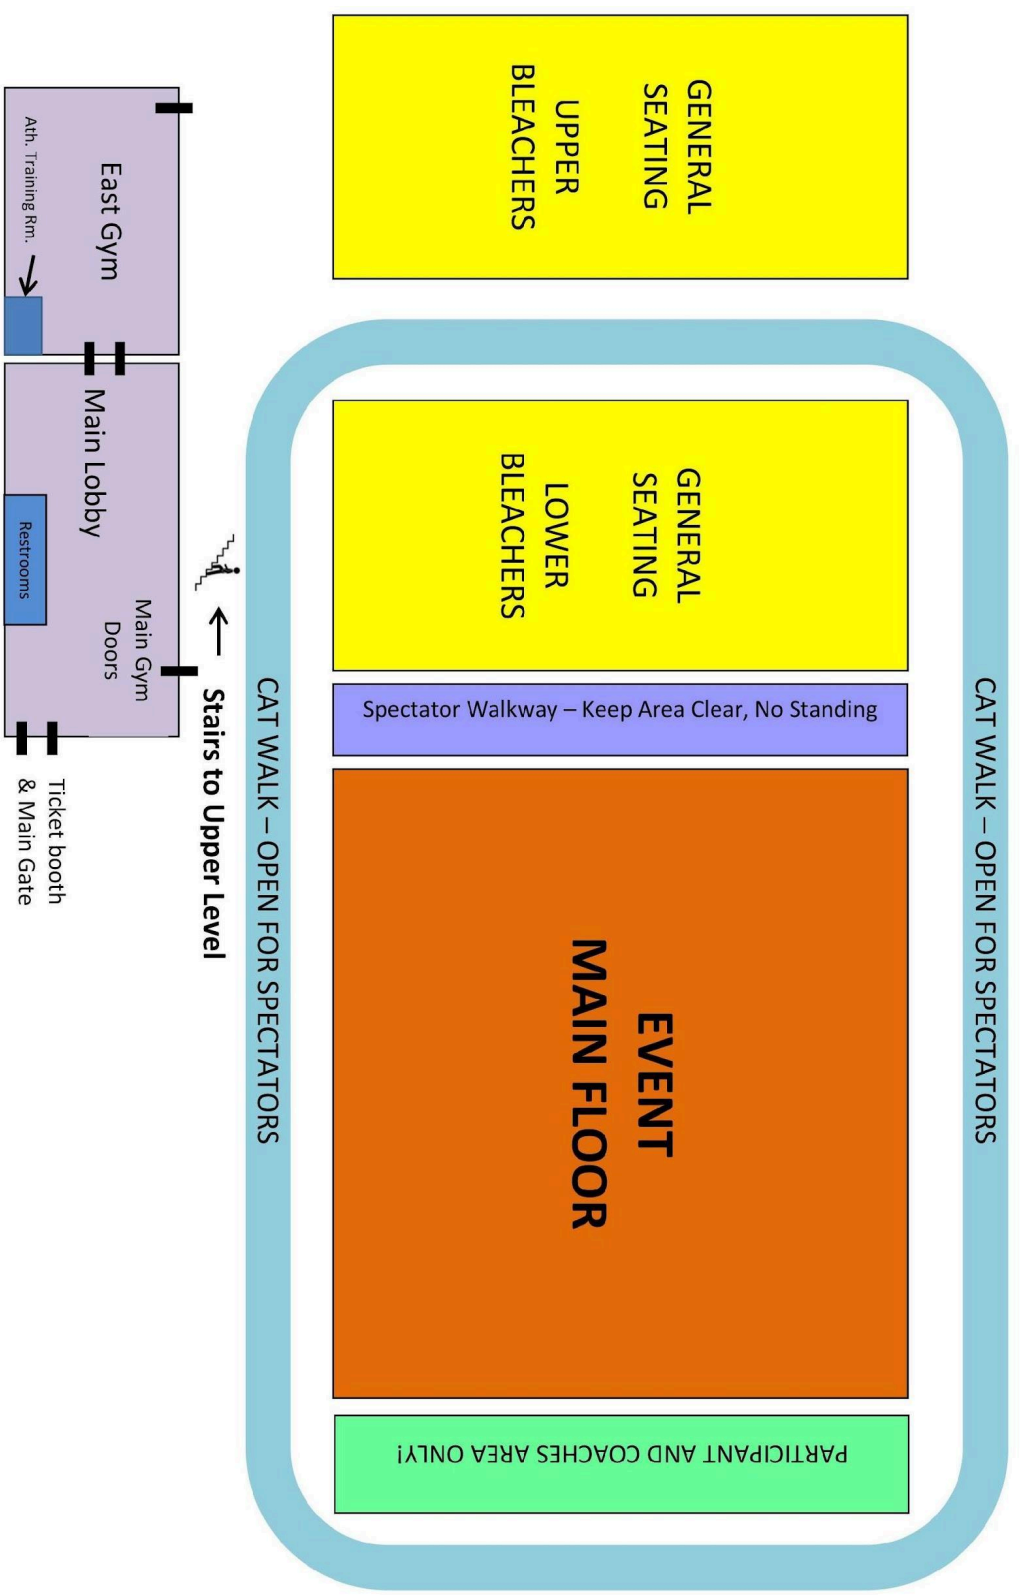 GENERAL
SEATING
UPPER
BLEACHERS
East Gym
Ath. Training Rm.
GENERAL
SEATING
LOWER
BLEACHERS
Main Lobby
Restrooms
Main Gym
Doors
Stairs to Upper Level
Ticket booth
& Main Gate
Spectator Walkway – Keep Area Clear, No Standing
CAT WALK – OPEN FOR SPECTATORS
CAT WALK – OPEN FOR SPECTATORS
EVENT
MAIN FLOOR
PARTICIPANT AND COACHES AREA ONLY!